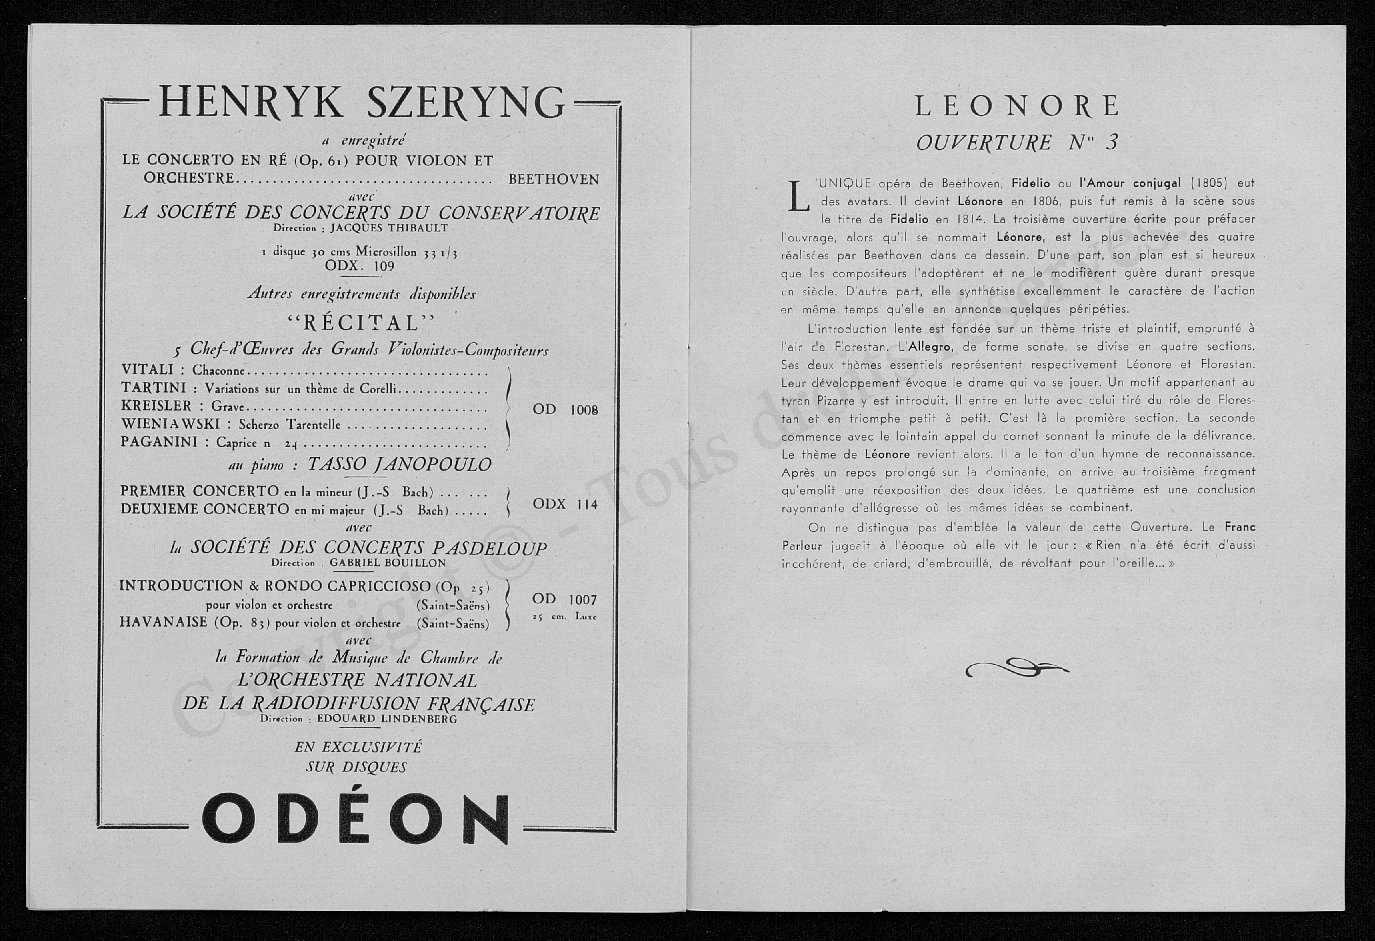 HENRYK SZERYNG
a enregistré
LE CONCERTO EN RÉ (Op. 61) POUR VIOLON ET
ORCHESTRE.................................. BEETHOVEN
avec
LA SOCIÉTÉ DES CONCERTS DU CONSERVATOIRE
Direction : JACQUES THIBAULT
1 disque 30 cms Microsillon 33 1/3
ODX. 109
Autres enregistrements disponibles
“RÉCITAL”
5 Chef-d'Œuvres des Grands Violonistes-Compositeurs
VITALI : Chaconne.................................
TARTINI : Variations sur un thème de Corelli.............
KREISLER : Grave................................. OD 1008
WIENIAWSKI : Scherzo Tarentelle ...................
PAGANINI : Caprice n 24 .........................
au piano : TASSO JANOPOULO
PREMIER CONCERTO en la mineur (J.-S Bach) ... ...
DEUXIEME CONCERTO en mi majeur (J.-S Bach) ..... ODX 114
avec
la SOCIÉTÉ DES CONCERTS PASDELOUP
Direction : GABRIEL BOUILLON
INTRODUCTION & RONDO CAPRICCIOSO (Op 25)
pour violon et orchestre (Saint-Saëns) OD 1007
HAVANAISE (Op. 83) pour violon et orchestre (Saint-Saëns) 25 cm. Luxe
avec
la Formation de Musique de Chambre de
L'ORCHESTRE NATIONAL
DE LA RADIODIFFUSION FRANÇAISE
Direction : EDOUARD LINDENBERG
EN EXCLUSIVITÉ
SUR DISQUES
ODÉON
LEONORE
OUVERTURE N° 3
L'UNIQUE opéra de Beethoven, Fidelio ou l'Amour conjugal (1805) eut
des avatars. Il devint Léonore en 1806, puis fut remis à la scène sous
le titre de Fidelio en 1814. La troisième ouverture écrite pour préfacer
l'ouvrage, alors qu'il se nommait Léonore, est la plus achevée des quatre
réalisées par Beethoven dans ce dessein. D'une part, son plan est si heureux
que les compositeurs l'adoptèrent et ne le modifièrent guère durant presque
un siècle. D'autre part, elle synthétise excellemment le caractère de l'action
en même temps qu'elle en annonce quelques péripéties.
L'introduction lente est fondée sur un thème triste et plaintif, emprunté à
l'air de Florestan. L'Allegro, de forme sonate, se divise en quatre sections.
Ses deux thèmes essentiels représentent respectivement Léonore et Florestan.
Leur développement évoque le drame qui va se jouer. Un motif appartenant au
tyran Pizarre y est introduit. Il entre en lutte avec celui tiré du rôle de Flores-
tan et en triomphe petit à petit. C'est là la première section. La seconde
commence avec le lointain appel du cornet sonnant la minute de la délivrance.
Le thème de Léonore revient alors. Il a le ton d'un hymne de reconnaissance.
Après un repos prolongé sur la dominante, on arrive au troisième fragment
qu'emplit une réexposition des deux idées. Le quatrième est une conclusion
rayonnante d'allégresse où les mêmes idées se combinent.
On ne distingua pas d'emblée la valeur de cette Ouverture. Le Franc
Parleur jugeait à l'époque où elle vit le jour : « Rien n'a été écrit d'aussi
incohérent, de criard, d'embrouillé, de révoltant pour l'oreille... »
Copyright © - Tous droits réservés.